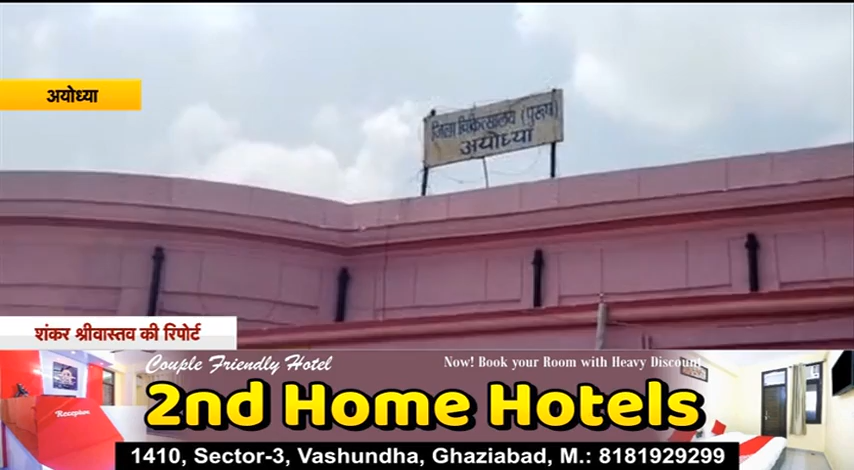 अयोध्या
जिला चिकित्सालय (पुरूष)
अयोध्या
शंकर श्रीवास्तव की रिपोर्ट
Couple Friendly Hotel
Now! Book your Room with Heavy Discount
2nd Home Hotels
Reception
1410, Sector-3, Vashundha, Ghaziabad, M.: 8181929299